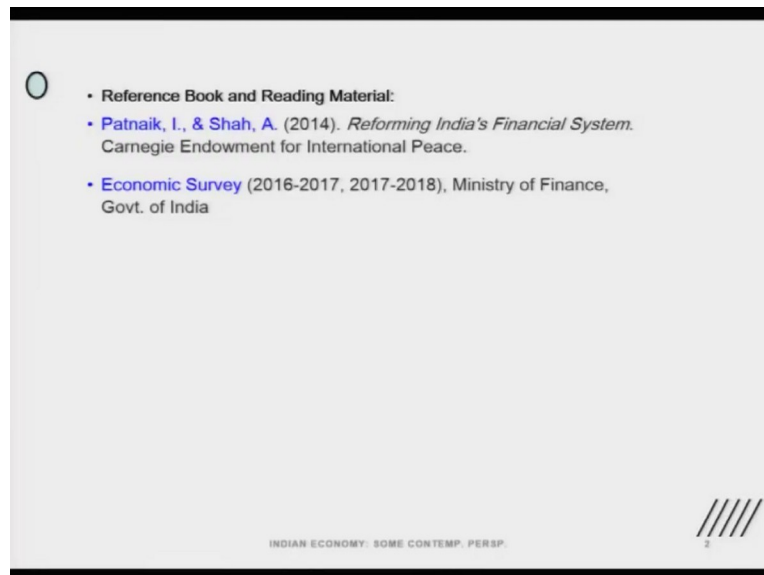 • Reference Book and Reading Material:
• Patnaik, I., & Shah, A. (2014). Reforming India's Financial System.
Carnegie Endowment for International Peace.
• Economic Survey (2016-2017, 2017-2018), Ministry of Finance,
Govt. of India
INDIAN ECONOMY: SOME CONTEMP. PERSP.
2